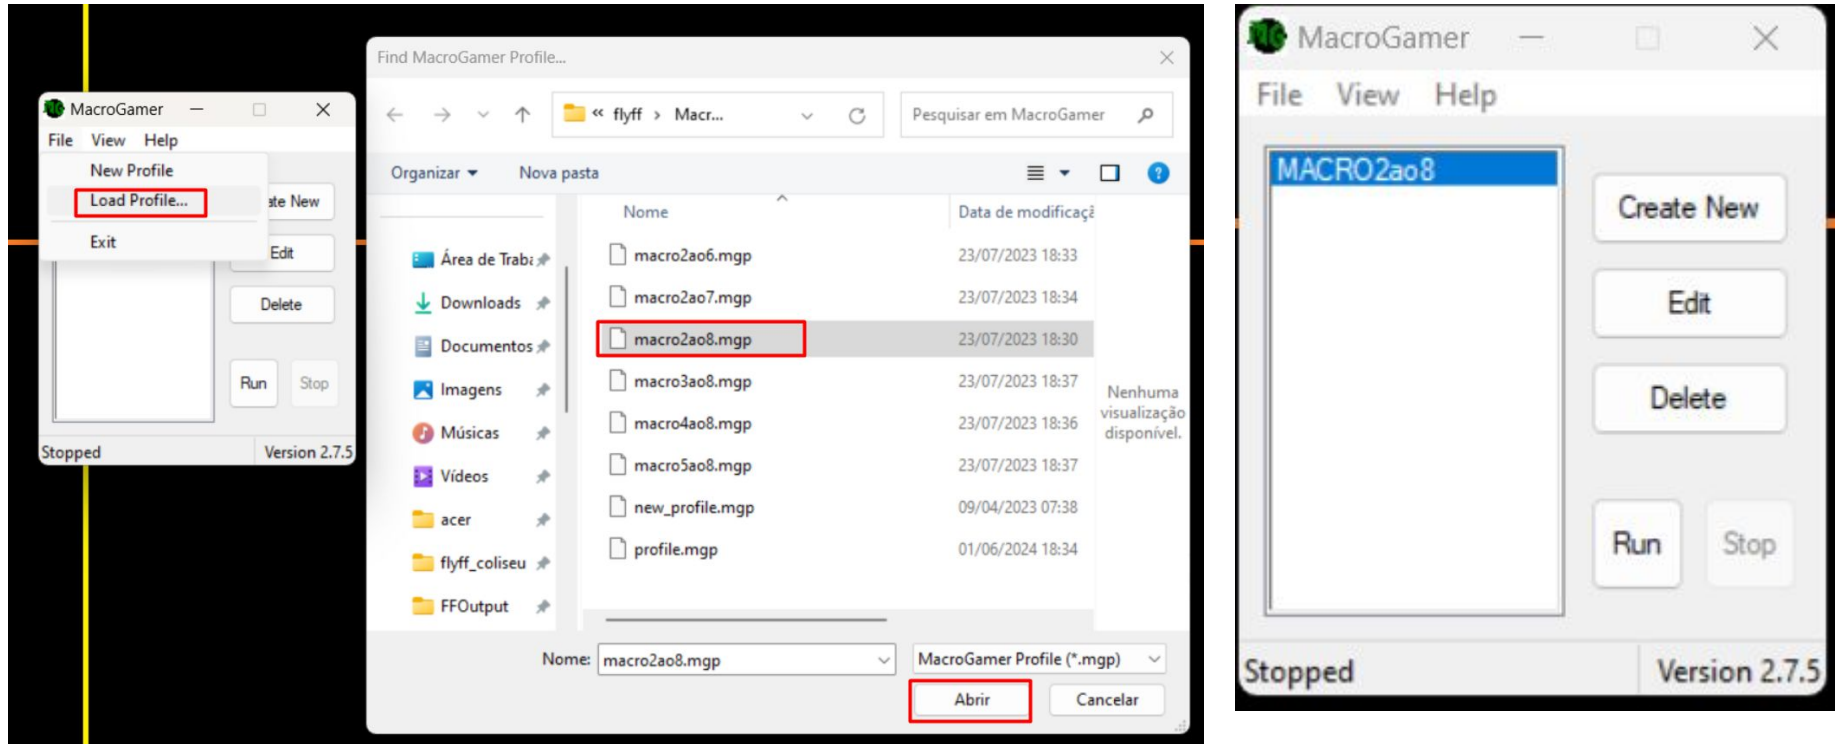 MacroGamer
File View Help
New Profile
Load Profile...
Exit
ate New
Edit
Delete
Run Stop
Stopped Version 2.7.5
Find MacroGamer Profile...
« flyff › Macr...
Pesquisar em MacroGamer
Organizar Nova pasta
Nome Data de modificaçã
Área de Traba
Downloads
Documentos
Imagens
Músicas
Vídeos
acer
flyff_coliseu
FFOutput
macro2ao6.mgp 23/07/2023 18:33
macro2ao7.mgp 23/07/2023 18:34
macro2ao8.mgp 23/07/2023 18:30
macro3ao8.mgp 23/07/2023 18:37
macro4ao8.mgp 23/07/2023 18:36
macro5ao8.mgp 23/07/2023 18:37
new_profile.mgp 09/04/2023 07:38
profile.mgp 01/06/2024 18:34
Nenhuma
visualização
disponível.
Nome: macro2ao8.mgp MacroGamer Profile (*.mgp)
Abrir Cancelar
MacroGamer
File View Help
MACRO2ao8
Create New
Edit
Delete
Run Stop
Stopped Version 2.7.5